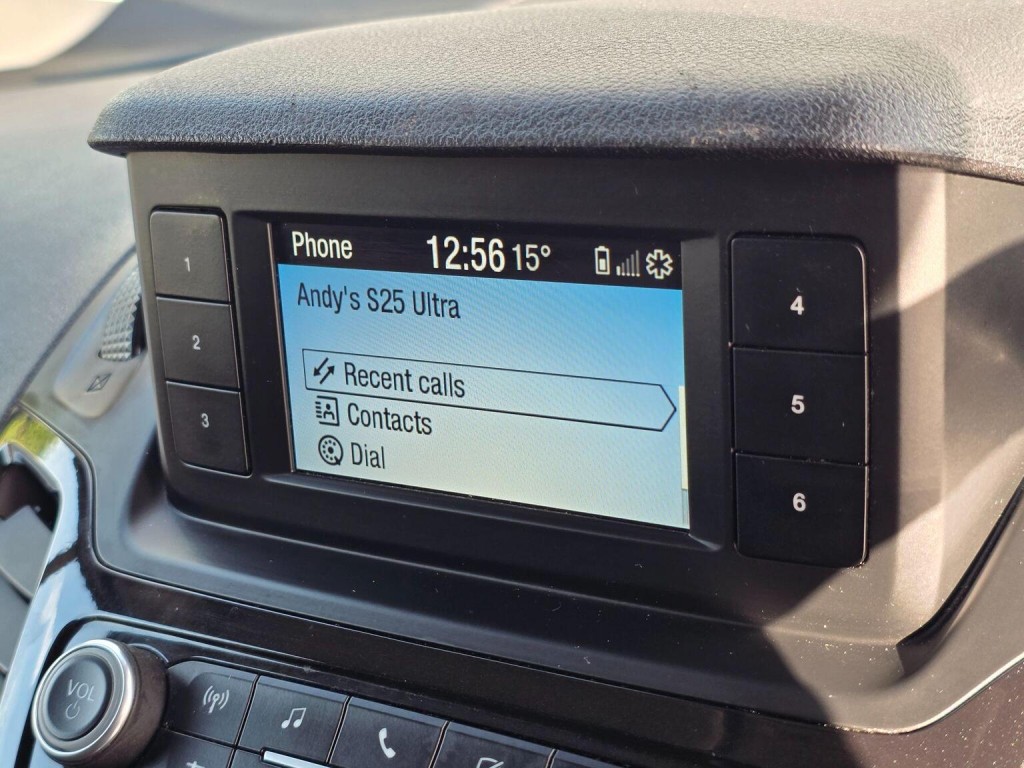 Phone 12:56 15°
Andy's S25 Ultra
Recent calls
Contacts
Dial
1
2
3
4
5
6
VOL